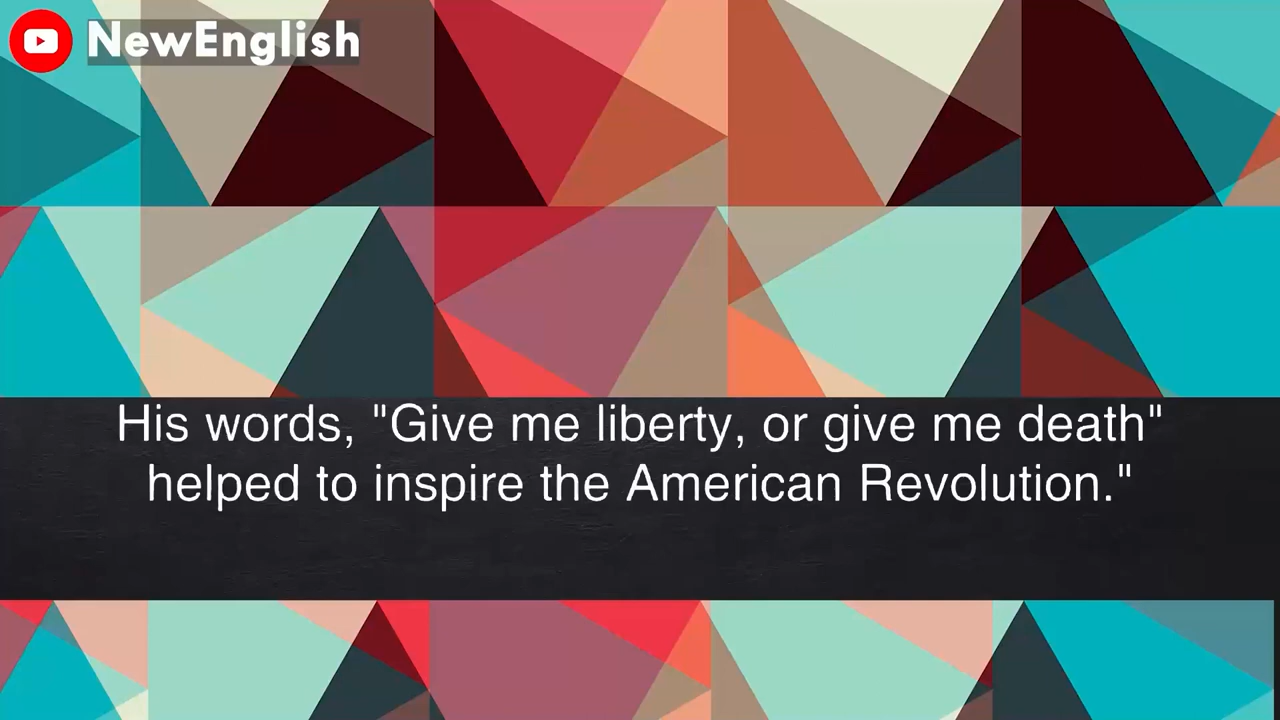 NewEnglish
His words, "Give me liberty, or give me death"
helped to inspire the American Revolution."